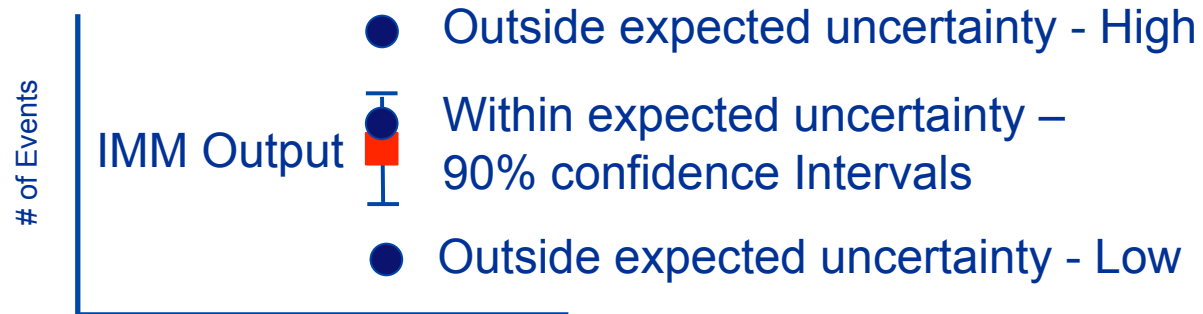 # of Events
Outside expected uncertainty - High
IMM Output
Within expected uncertainty –
90% confidence Intervals
Outside expected uncertainty - Low